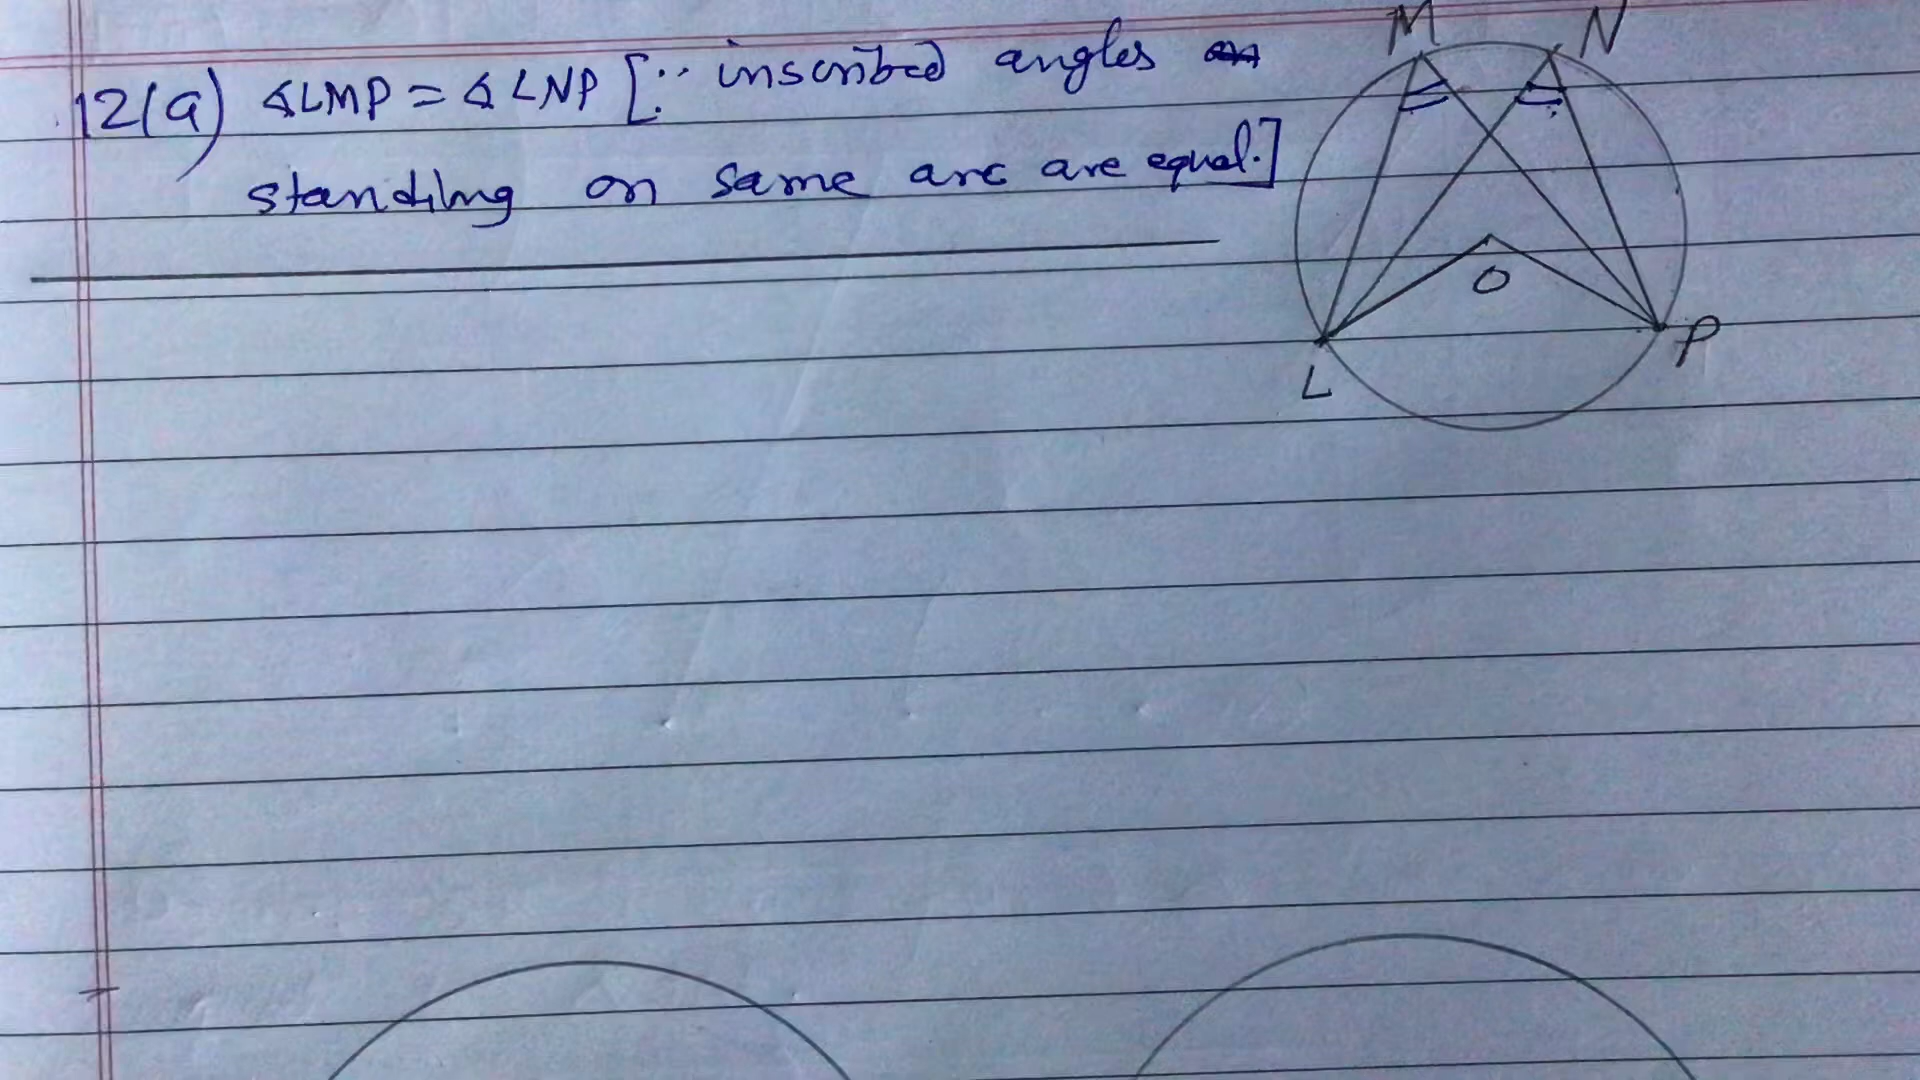 12(a) ∡LMP = ∡LNP [∵ inscribed angles
standing on same arc are equal.]
M N
O
P
L